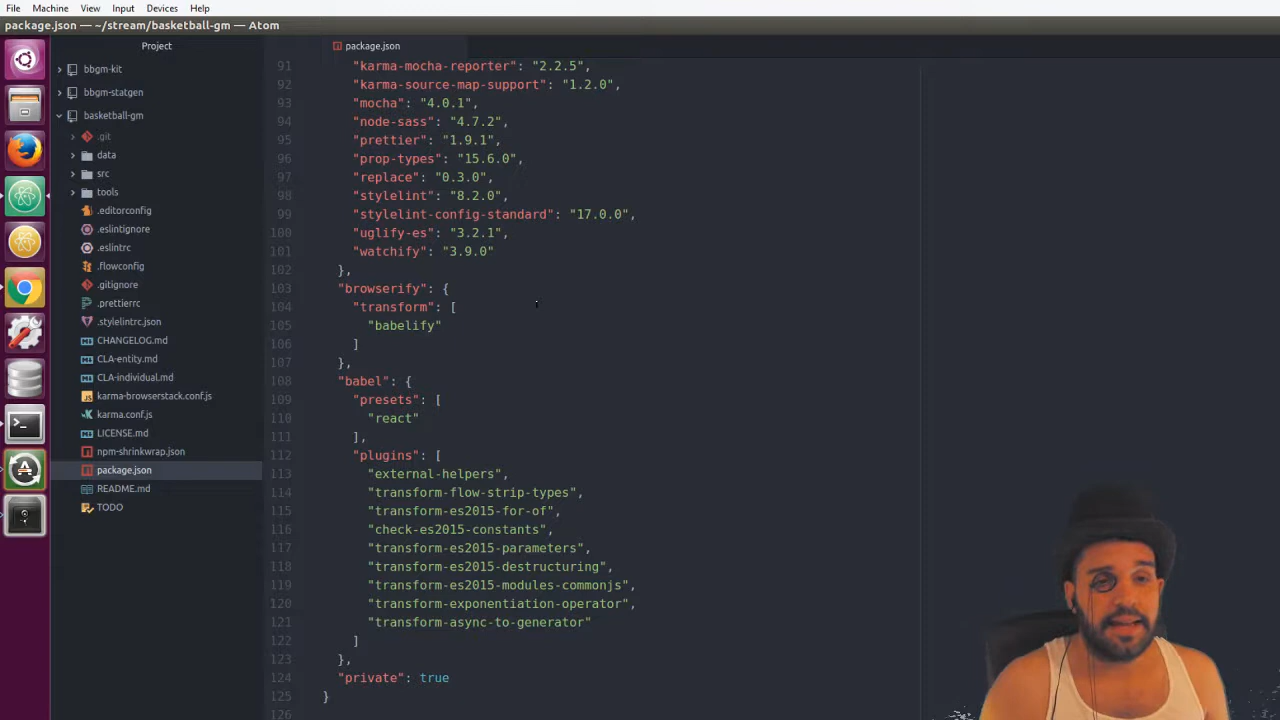 File Machine View Input Devices Help
package.json — ~/stream/basketball-gm — Atom
Project
package.json
bbgm-kit
bbgm-statgen
basketball-gm
.git
data
src
tools
.editorconfig
.eslintignore
.eslintrc
.flowconfig
.gitignore
.prettierrc
.stylelintrc.json
CHANGELOG.md
CLA-entity.md
CLA-individual.md
karma-browserstack.conf.js
karma.conf.js
LICENSE.md
npm-shrinkwrap.json
package.json
README.md
TODO
91 "karma-mocha-reporter": "2.2.5",
92 "karma-source-map-support": "1.2.0",
93 "mocha": "4.0.1",
94 "node-sass": "4.7.2",
95 "prettier": "1.9.1",
96 "prop-types": "15.6.0",
97 "replace": "0.3.0",
98 "stylelint": "8.2.0",
99 "stylelint-config-standard": "17.0.0",
100 "uglify-es": "3.2.1",
101 "watchify": "3.9.0"
102 },
103 "browserify": {
104 "transform": [
105 "babelify"
106 ]
107 },
108 "babel": {
109 "presets": [
110 "react"
111 ],
112 "plugins": [
113 "external-helpers",
114 "transform-flow-strip-types",
115 "transform-es2015-for-of",
116 "check-es2015-constants",
117 "transform-es2015-parameters",
118 "transform-es2015-destructuring",
119 "transform-es2015-modules-commonjs",
120 "transform-exponentiation-operator",
121 "transform-async-to-generator"
122 ]
123 },
124 "private": true
125 }
126